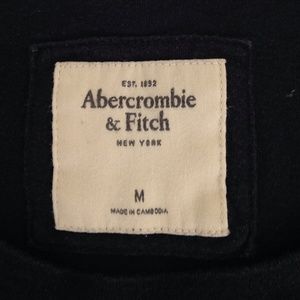 EST. 1892
Abercrombie
& Fitch
NEW YORK
M
MADE IN CAMBODIA